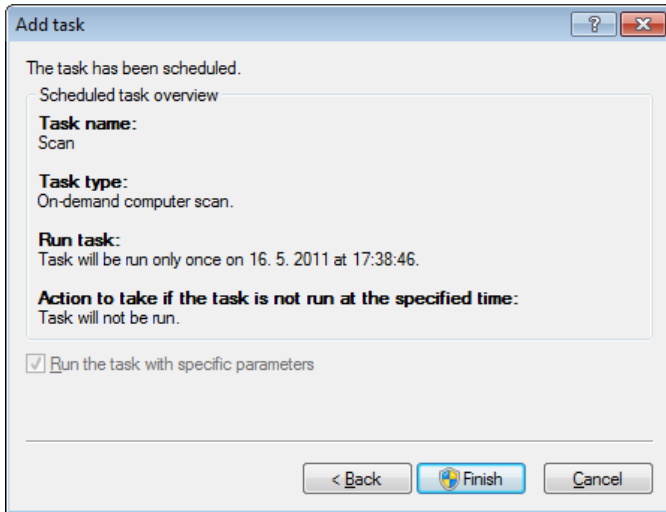 Add task
The task has been scheduled.
Scheduled task overview
Task name:
Scan
Task type:
On-demand computer scan.
Run task:
Task will be run only once on 16. 5. 2011 at 17:38:46.
Action to take if the task is not run at the specified time:
Task will not be run.
Run the task with specific parameters
< Back
Finish
Cancel